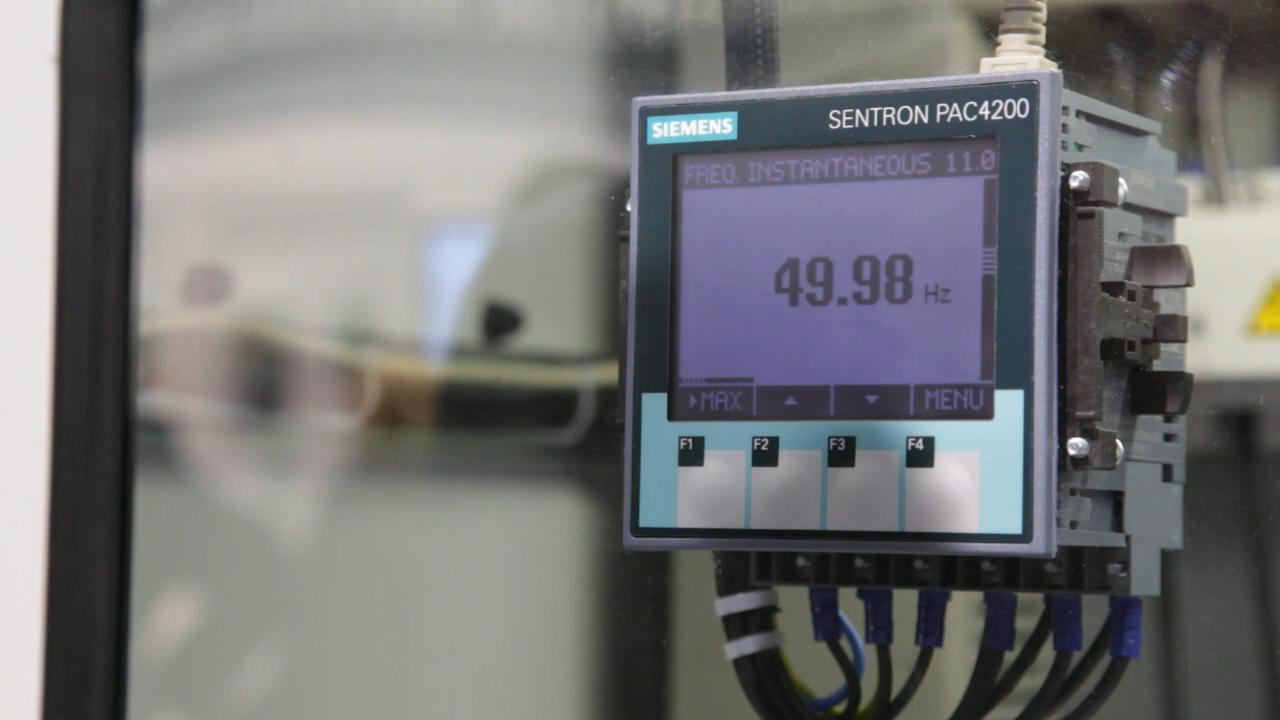 SIEMENS
SENTRON PAC4200
FREQ. INSTANTANEOUS 11.0
49.98 Hz
▶MAX ▲ ▼ MENU
F1 F2 F3 F4